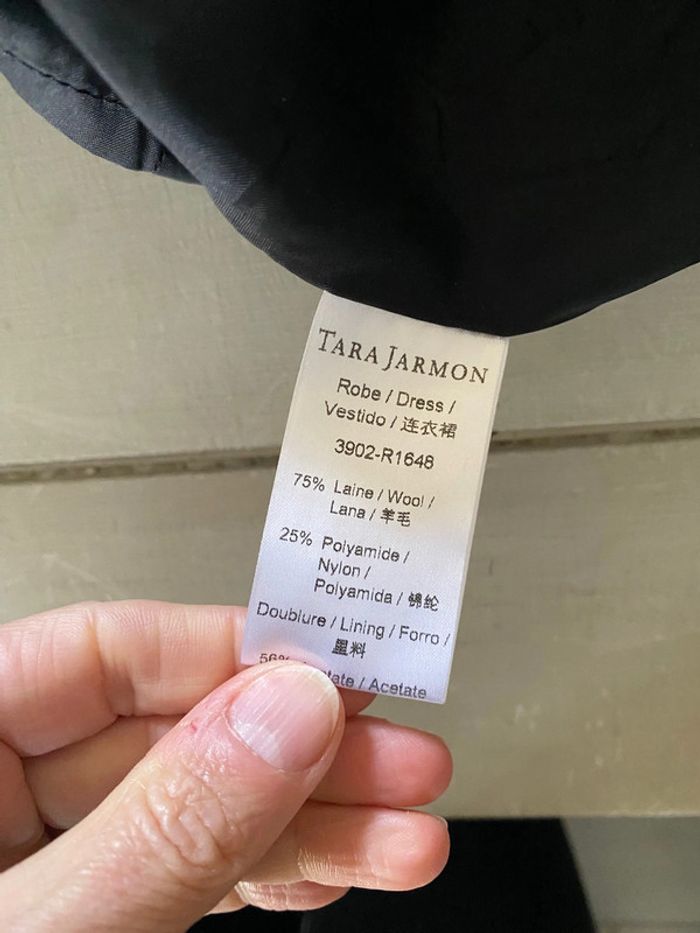 TARA JARMON
Robe / Dress /
Vestido / 连衣裙
3902-R1648
75% Laine / Wool /
Lana / 羊毛
25% Polyamide /
Nylon /
Polyamida / 锦纶
Doublure / Lining / Forro /
里料
56% / Acetate